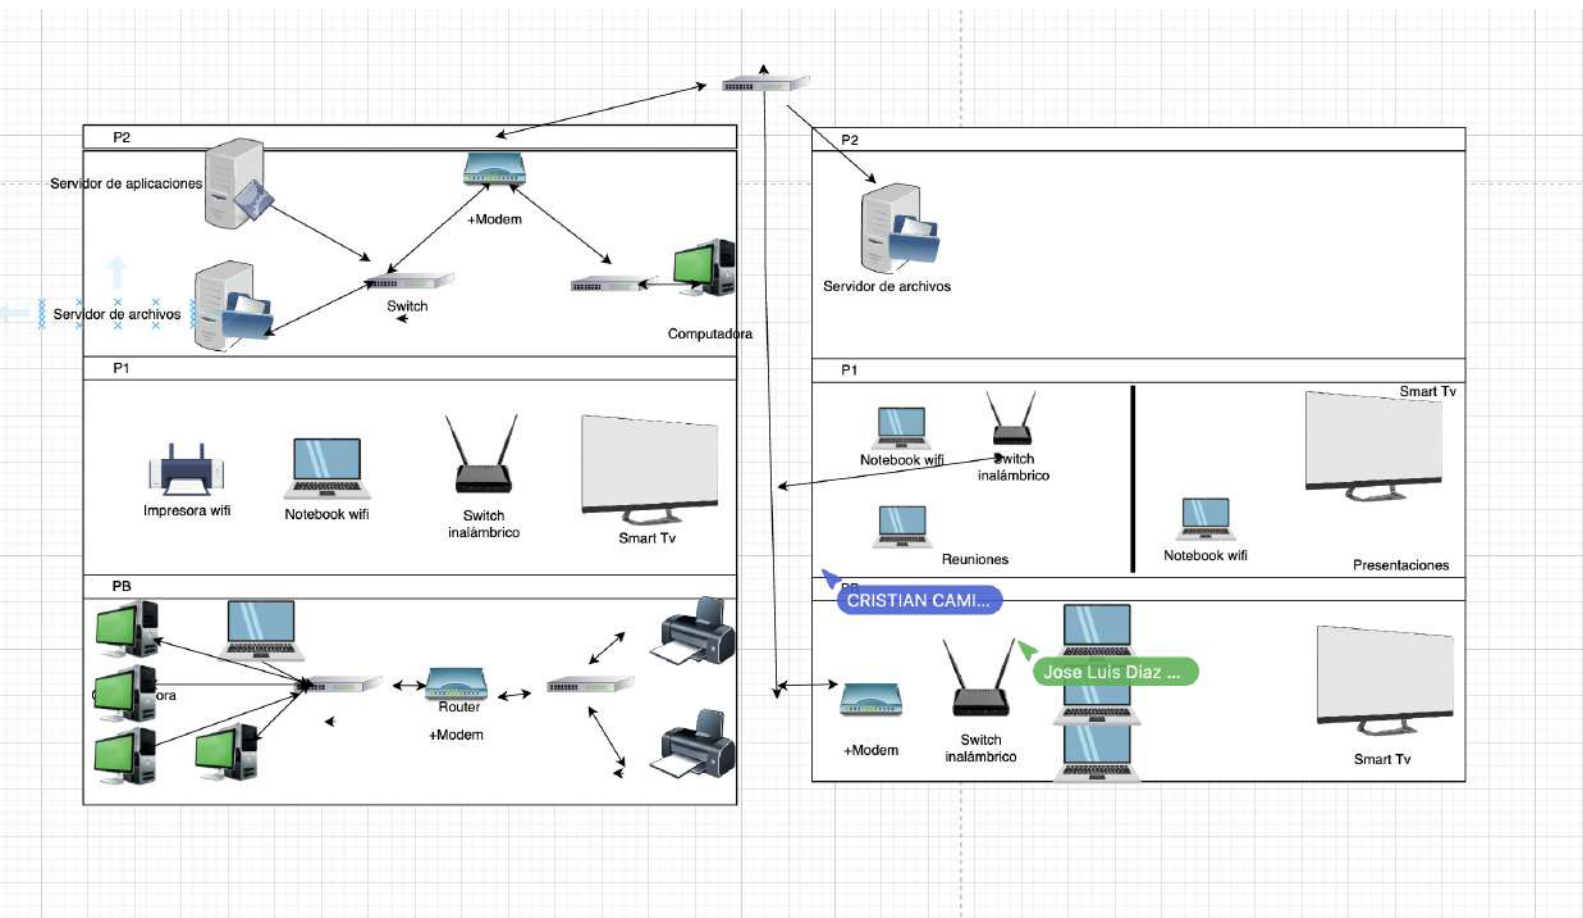 P2
Servidor de aplicaciones
+Modem
Servidor de archivos
Switch
Computadora
P1
Impresora wifi
Notebook wifi
Switch
inalámbrico
Smart Tv
PB
ora
Router
+Modem
P2
Servidor de archivos
P1
Smart Tv
Notebook wifi
Switch
inalámbrico
Reuniones
Notebook wifi
Presentaciones
CRISTIAN CAMI...
Jose Luis Diaz ...
+Modem
Switch
inalámbrico
Smart Tv